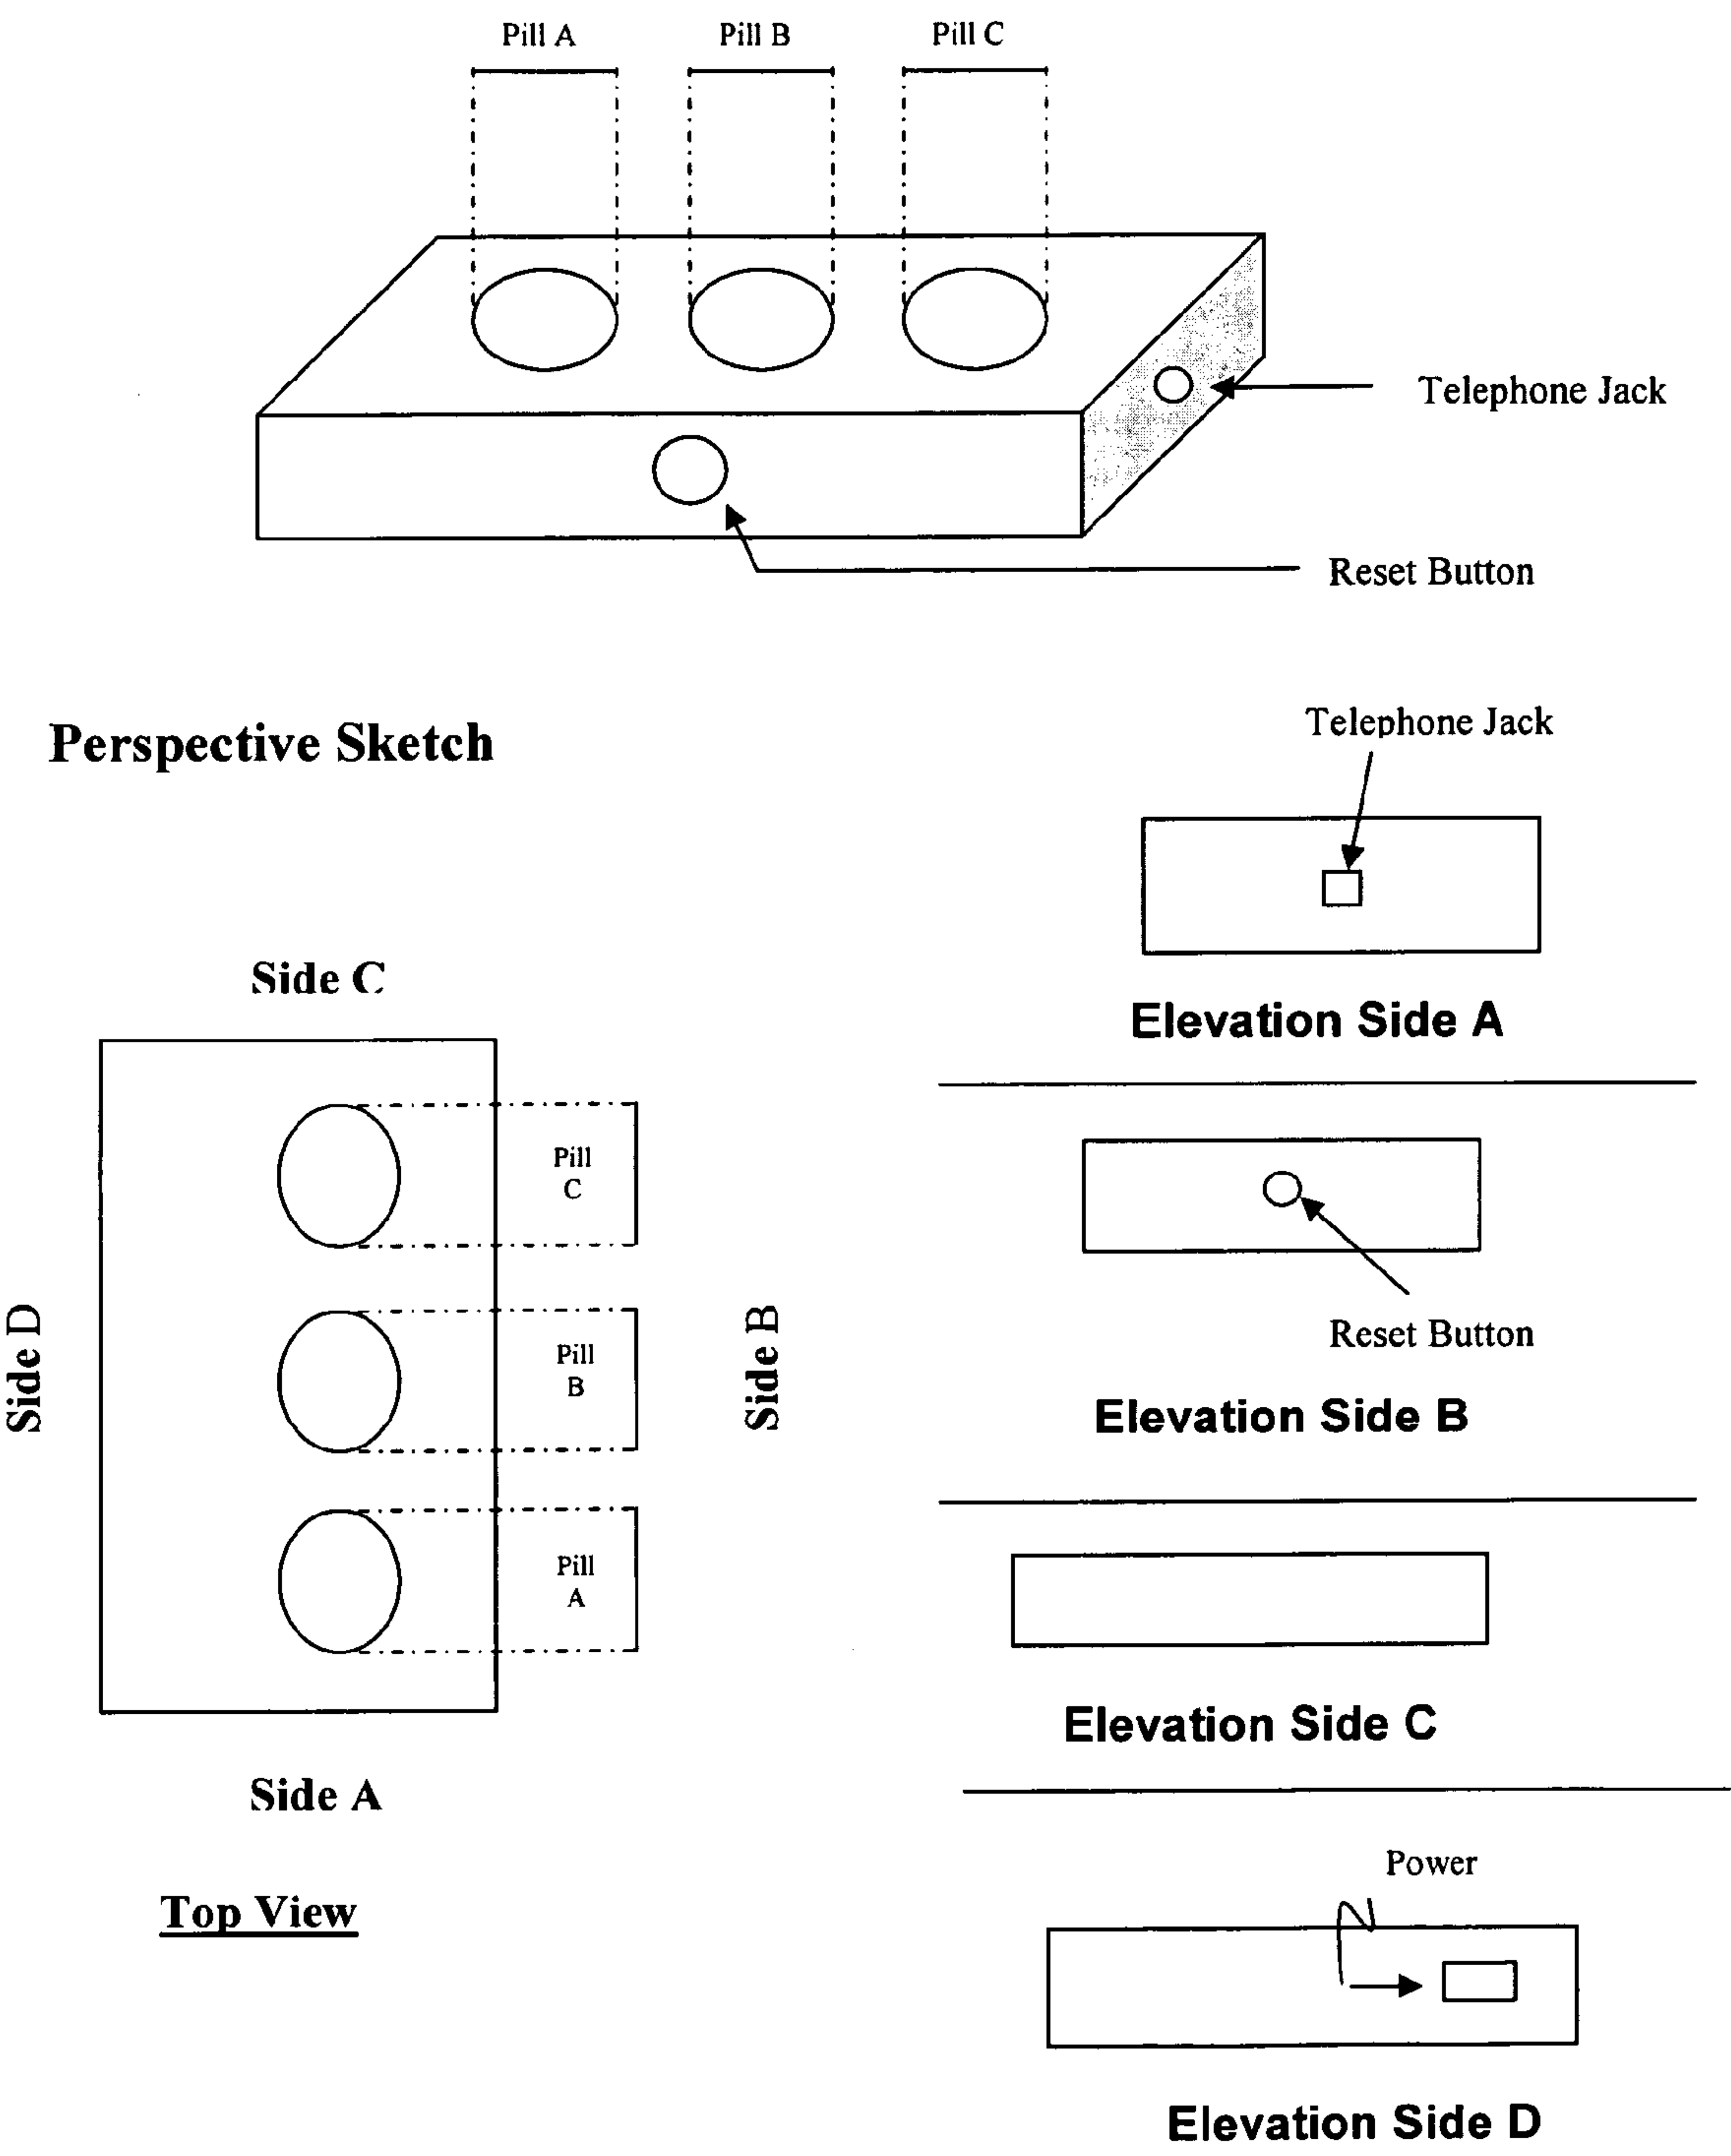 Pill A
Pill B
Pill C
Telephone Jack
Reset Button
Perspective Sketch
Telephone Jack
Elevation Side A
Side C
Pill
C
Side D
Pill
B
Side B
Pill
A
Side A
Top View
Reset Button
Elevation Side B
Elevation Side C
Power
Elevation Side D